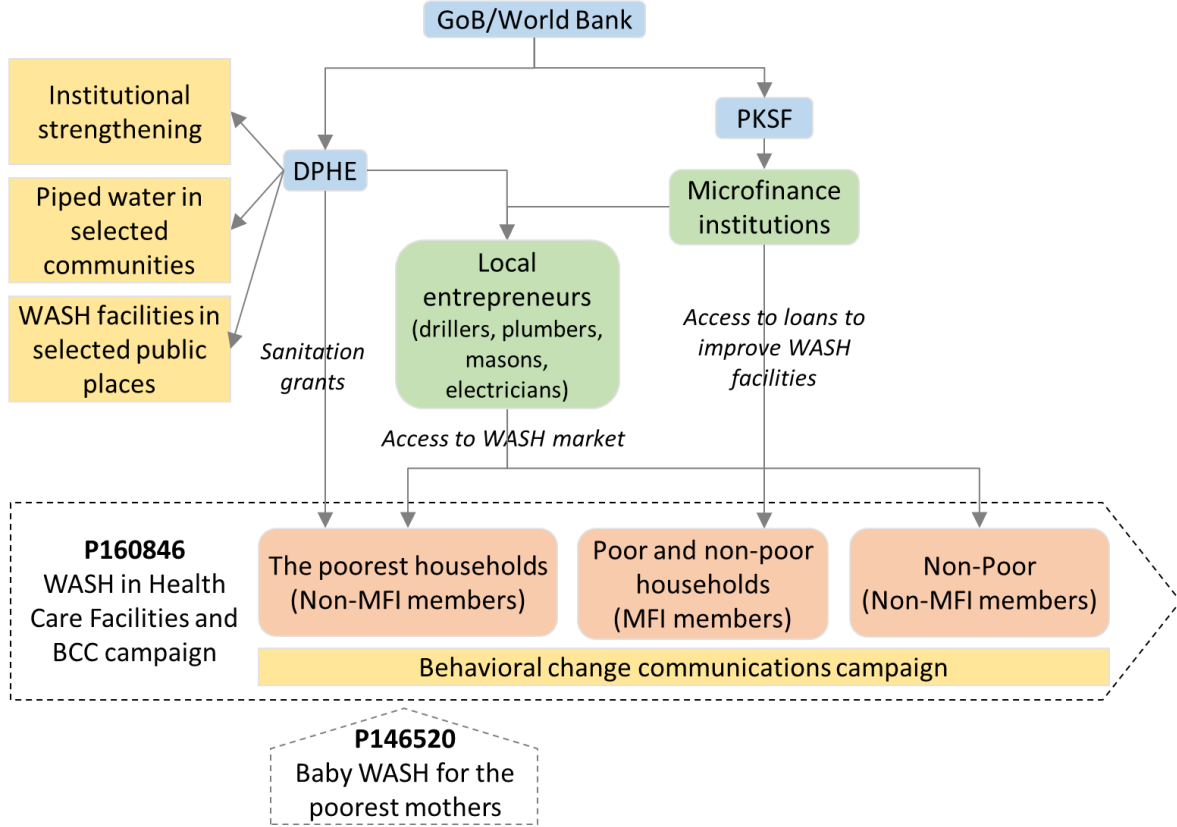 GoB/World Bank
Institutional
strengthening
PKSF
DPHE
Piped water in
selected
communities
Microfinance
institutions
Local
entrepreneurs
(drillers, plumbers,
masons,
electricians)
WASH facilities in
selected public
places
Sanitation
grants
Access to loans to
improve WASH
facilities
Access to WASH market
P160846
WASH in Health
Care Facilities and
BCC campaign
The poorest households
(Non-MFI members)
Poor and non-poor
households
(MFI members)
Non-Poor
(Non-MFI members)
Behavioral change communications campaign
P146520
Baby WASH for the
poorest mothers